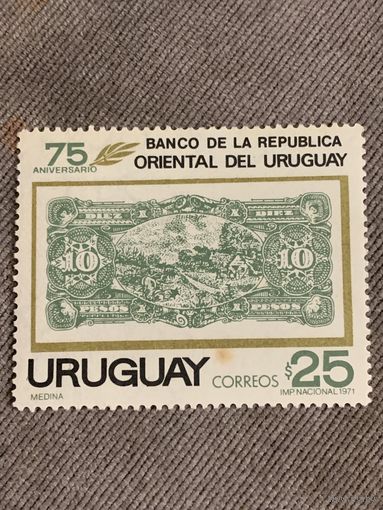 75
ANIVERSARIO
BANCO DE LA REPUBLICA
ORIENTAL DEL URUGUAY
DIEZ X X DIEZ
10 10
PESOS X X PESOS
URUGUAY CORREOS $25
MEDINA IMP NACIONAL 1971